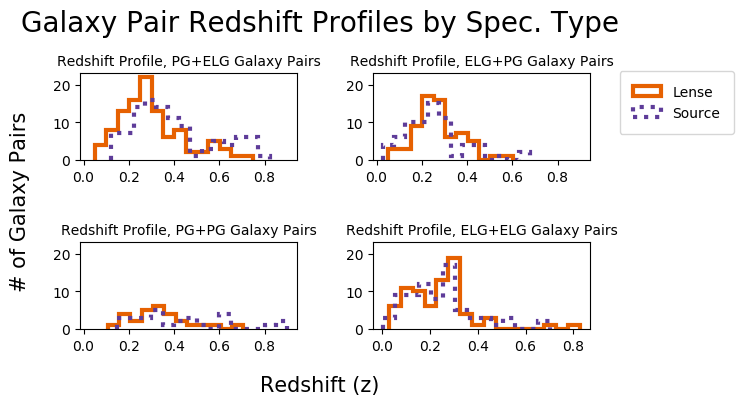 Galaxy Pair Redshift Profiles by Spec. Type
Redshift Profile, PG+ELG Galaxy Pairs
20
10
0
0.0 0.2 0.4 0.6 0.8
Redshift Profile, ELG+PG Galaxy Pairs
20
10
0
0.0 0.2 0.4 0.6 0.8
Lense
Source
# of Galaxy Pairs
Redshift Profile, PG+PG Galaxy Pairs
20
10
0
0.0 0.2 0.4 0.6 0.8
Redshift Profile, ELG+ELG Galaxy Pairs
20
10
0
0.0 0.2 0.4 0.6 0.8
Redshift (z)